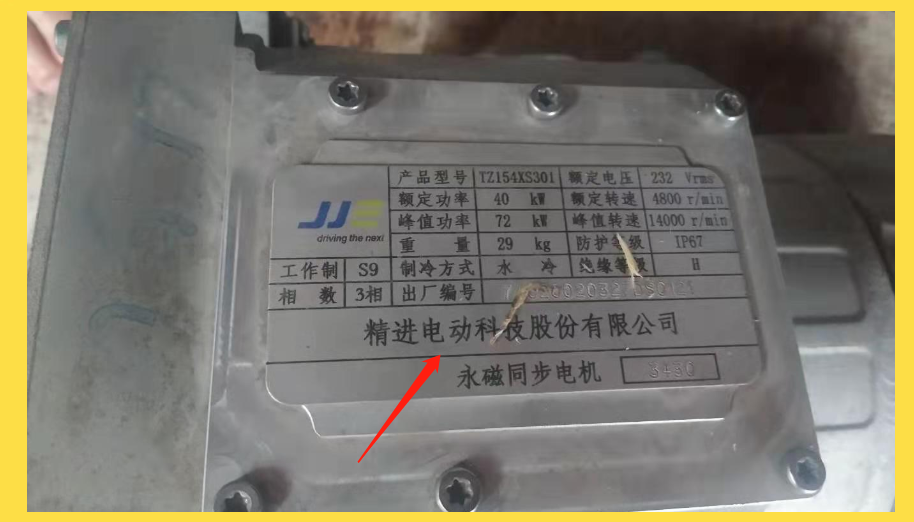 JJE
driving the next
产品型号 TZ154XS301 额定电压 232 Vrms
额定功率 40 kW 额定转速 4800 r/min
峰值功率 72 kW 峰值转速 14000 r/min
重 量 29 kg 防护等级 IP67
工作制 S9 制冷方式 水 冷 绝缘等级 H
相 数 3相 出厂编号
精进电动科技股份有限公司
永磁同步电机 3430